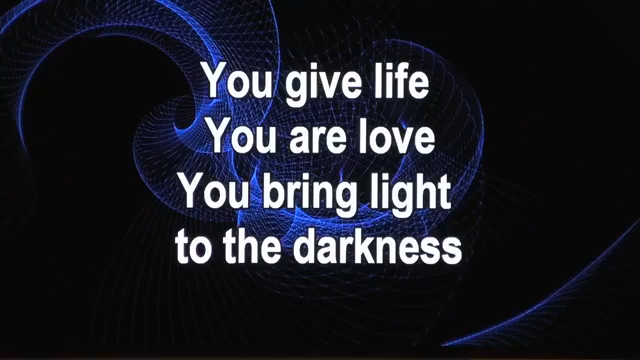 You give life
You are love
You bring light
to the darkness